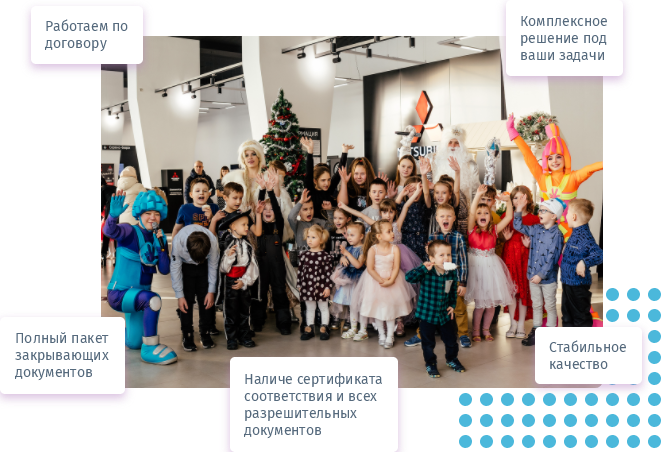 Работаем по
договору
Комплексное
решение под
ваши задачи
Полный пакет
закрывающих
документов
Наличе сертификата
соответствия и всех
разрешительных
документов
Стабильное
качество